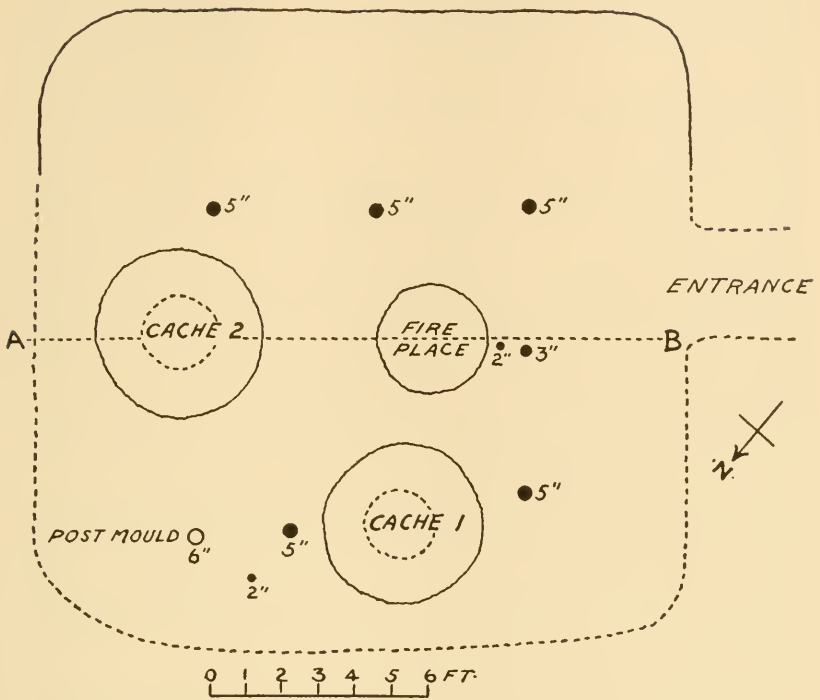 5" 5" 5"
ENTRANCE
A CACHE 2 FIRE PLACE B
2" 3"
N.
5"
CACHE 1
POST MOULD 6" 5"
2"
0 1 2 3 4 5 6 FT.